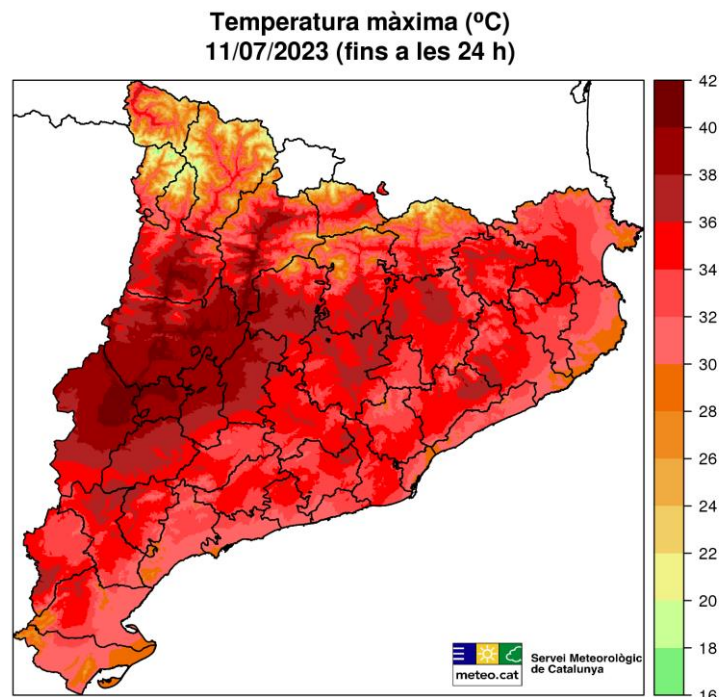 Temperatura màxima (ºC)
11/07/2023 (fins a les 24 h)
42
40
38
36
34
32
30
28
26
24
22
20
18
16
meteo.cat
Servei Meteorològic
de Catalunya